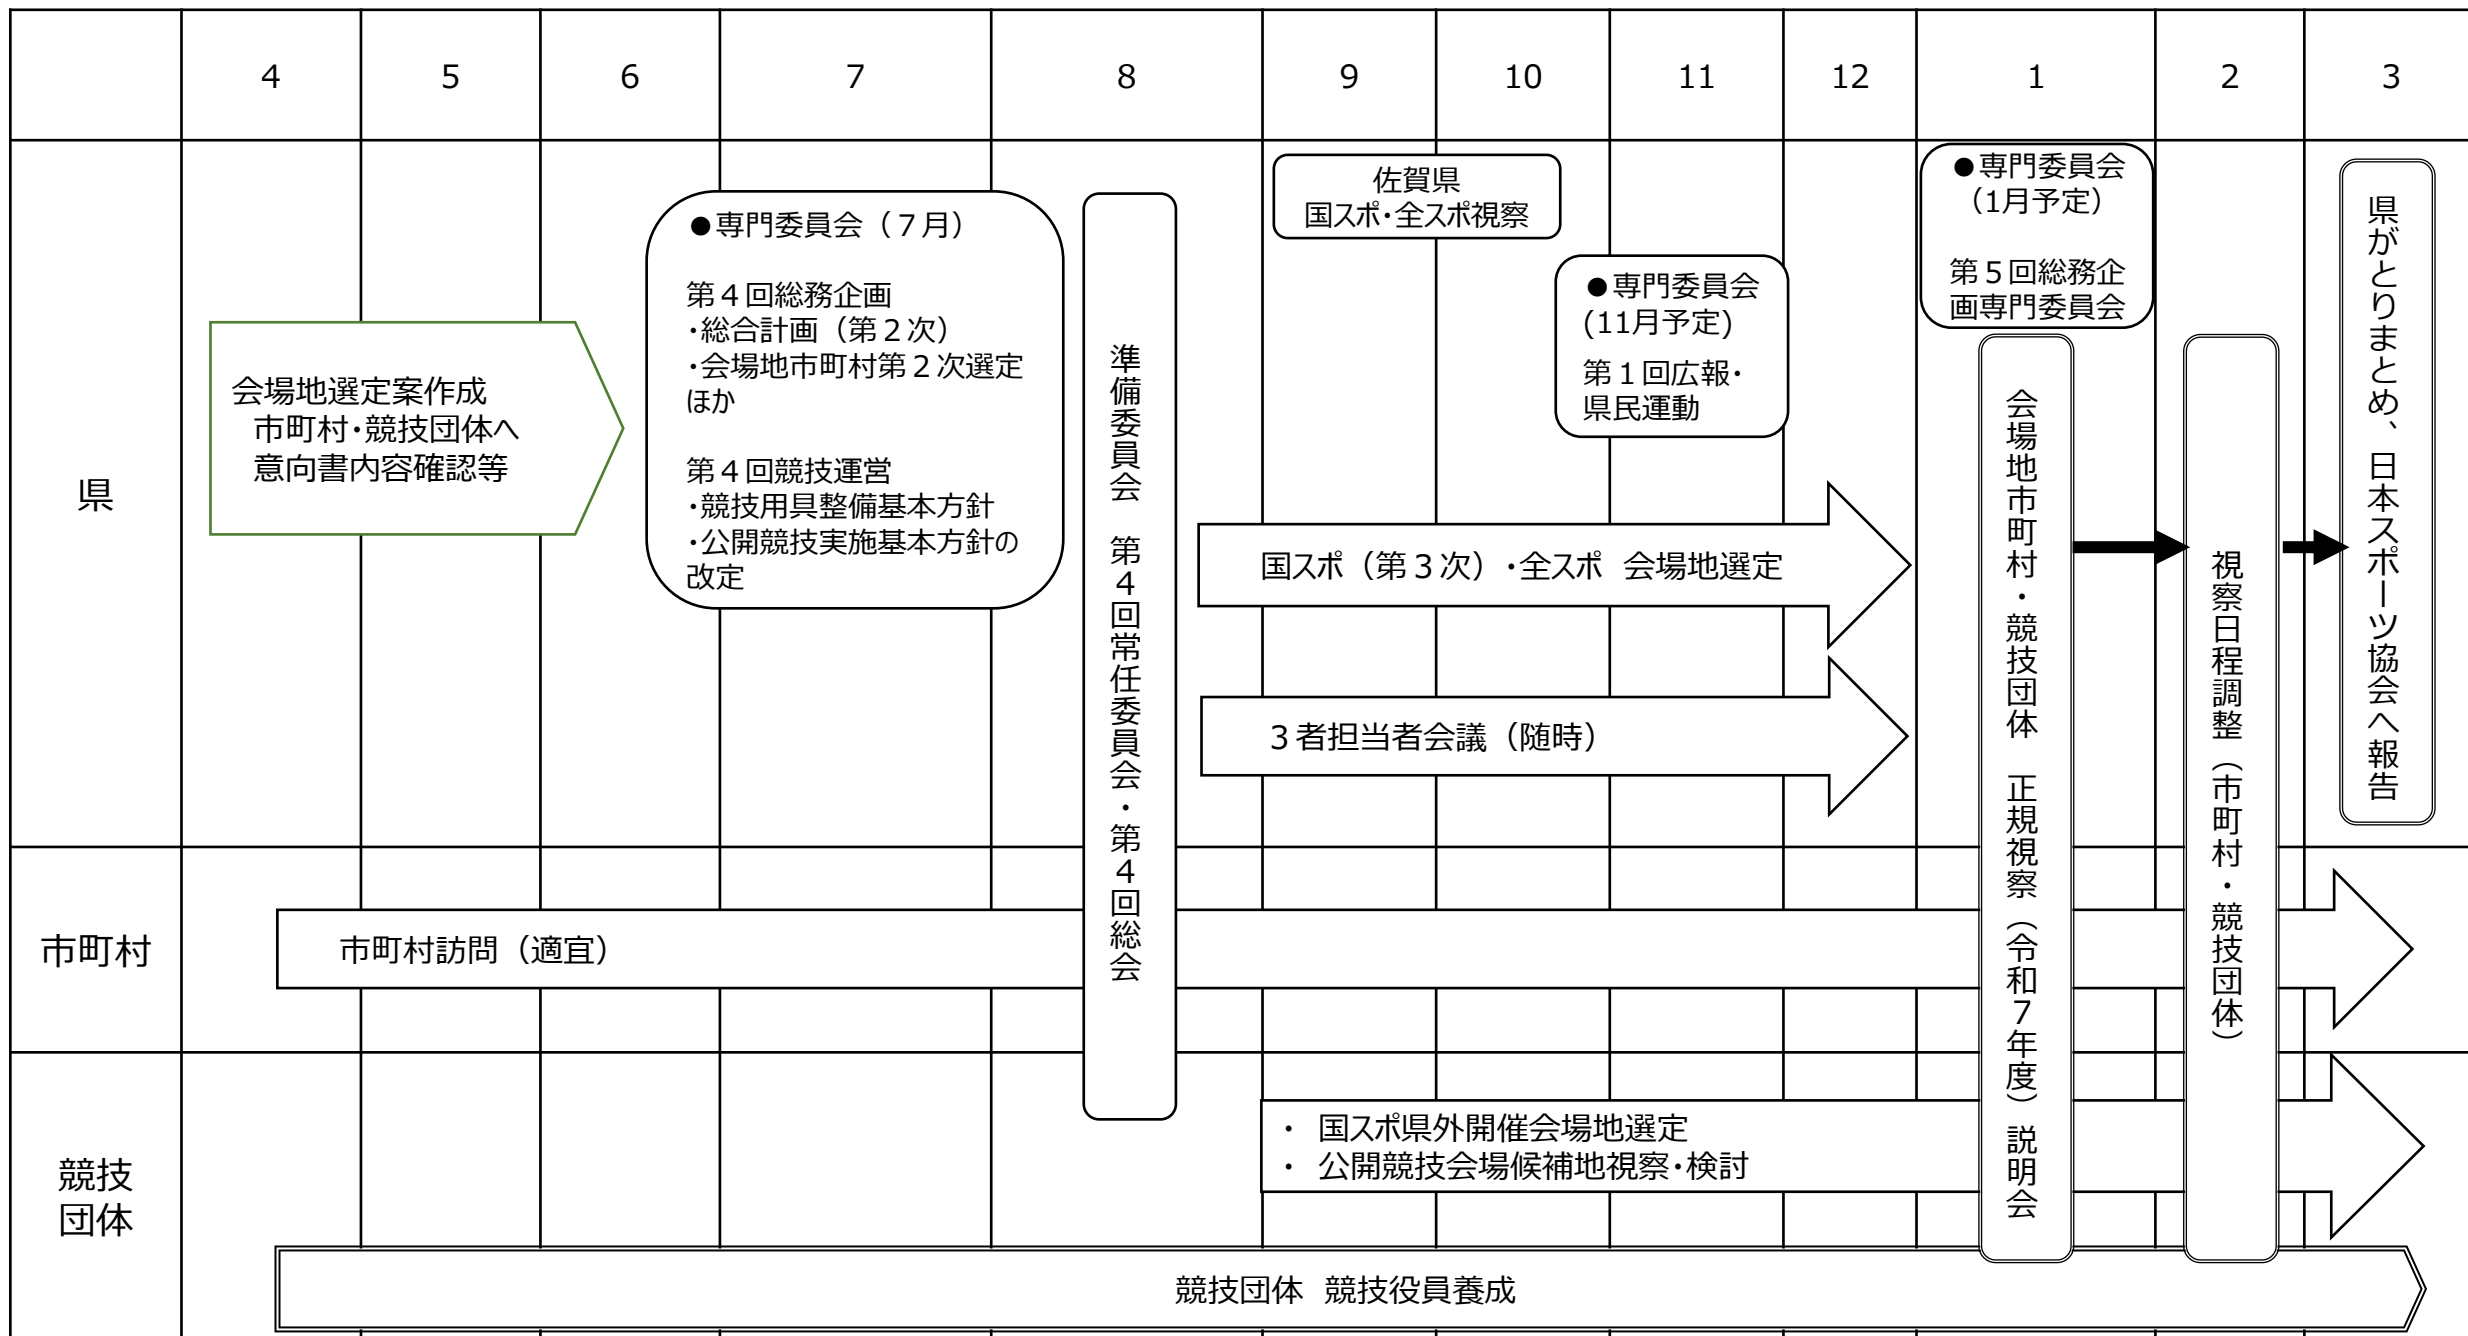 4 5 6 7 8 9 10 11 12 1 2 3
県
会場地選定案作成
市町村・競技団体へ
意向書内容確認等
●専門委員会（７月）
第４回総務企画
・総合計画（第２次）
・会場地市町村第２次選定
ほか
第４回競技運営
・競技用具整備基本方針
・公開競技実施基本方針の
改定
準備委員会　第４回常任委員会・第４回総会
佐賀県
国スポ・全スポ視察
●専門委員会
(11月予定)
第１回広報・
県民運動
●専門委員会
（1月予定）
第５回総務企
画専門委員会
国スポ（第３次）・全スポ 会場地選定
３者担当者会議（随時）
会場地市町村・競技団体　正規視察（令和７年度）説明会
視察日程調整（市町村・競技団体）
県がとりまとめ、日本スポーツ協会へ報告
市町村
市町村訪問（適宜）
競技
団体
・ 国スポ県外開催会場地選定
・ 公開競技会場候補地視察・検討
競技団体 競技役員養成